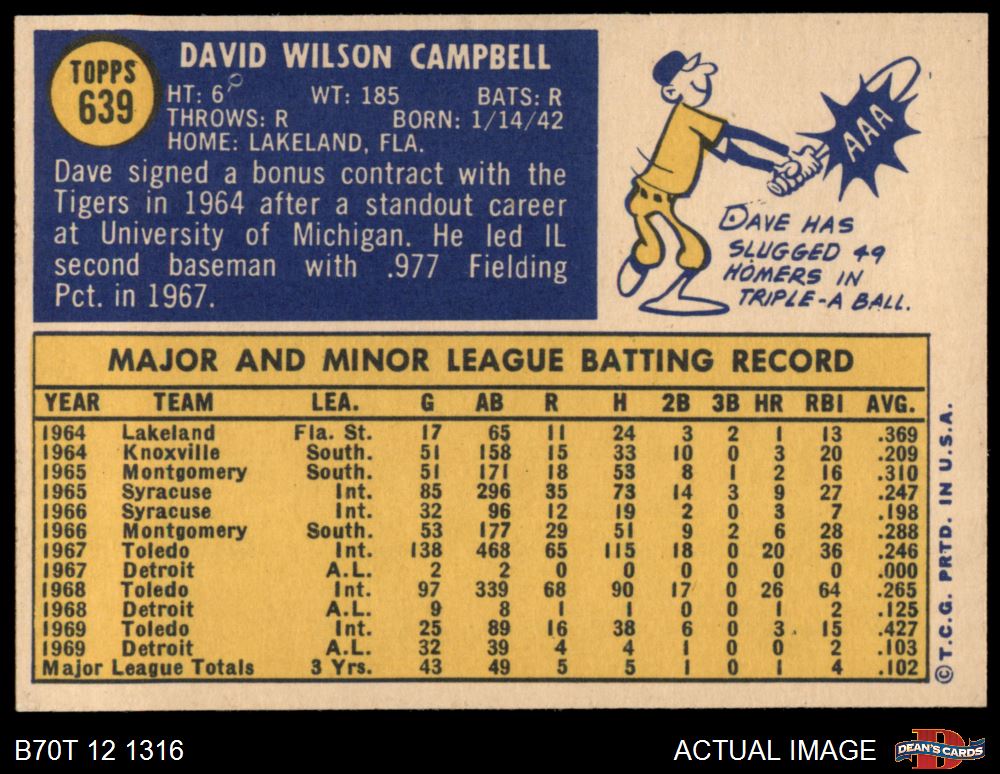 TOPPS
639
DAVID WILSON CAMPBELL
HT: 6 WT: 185 BATS: R
THROWS: R BORN: 1/14/42
HOME: LAKELAND, FLA.
Dave signed a bonus contract with the
Tigers in 1964 after a standout career
at University of Michigan. He led IL
second baseman with .977 Fielding
Pct. in 1967.
AAA
DAVE HAS
SLUGGED 49
HOMERS IN
TRIPLE-A BALL.
MAJOR AND MINOR LEAGUE BATTING RECORD
YEAR TEAM LEA. G AB R H 2B 3B HR RBI AVG.
1964 Lakeland Fla. St. 17 65 11 24 3 2 1 13 .369
1964 Knoxville South. 51 158 15 33 10 0 3 20 .209
1965 Montgomery South. 51 171 18 53 8 1 2 16 .310
1965 Syracuse Int. 85 296 35 73 14 3 9 27 .247
1966 Syracuse Int. 32 96 12 19 2 0 3 7 .198
1966 Montgomery South. 53 177 29 51 9 2 6 28 .288
1967 Toledo Int. 138 468 65 115 18 0 20 36 .246
1967 Detroit A.L. 2 2 0 0 0 0 0 0 .000
1968 Toledo Int. 97 339 68 90 17 0 26 64 .265
1968 Detroit A.L. 9 8 1 1 0 0 1 2 .125
1969 Toledo Int. 25 89 16 38 6 0 3 15 .427
1969 Detroit A.L. 32 39 4 4 1 0 0 2 .103
Major League Totals 3 Yrs. 43 49 5 5 1 0 1 4 .102
© T.C.G. PRTD. IN U.S.A.
B70T 12 1316
ACTUAL IMAGE
D
DEAN'S CARDS